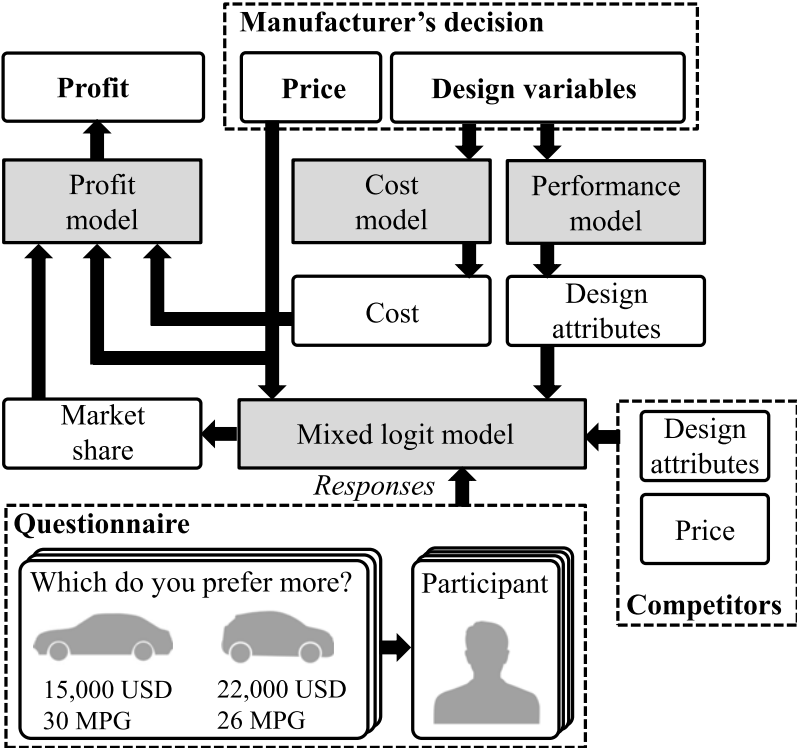 Manufacturer’s decision
Profit
Price
Design variables
Profit
model
Cost
model
Performance
model
Cost
Design
attributes
Market
share
Mixed logit model
Design
attributes
Price
Competitors
Responses
Questionnaire
Which do you prefer more?
15,000 USD
30 MPG
22,000 USD
26 MPG
Participant